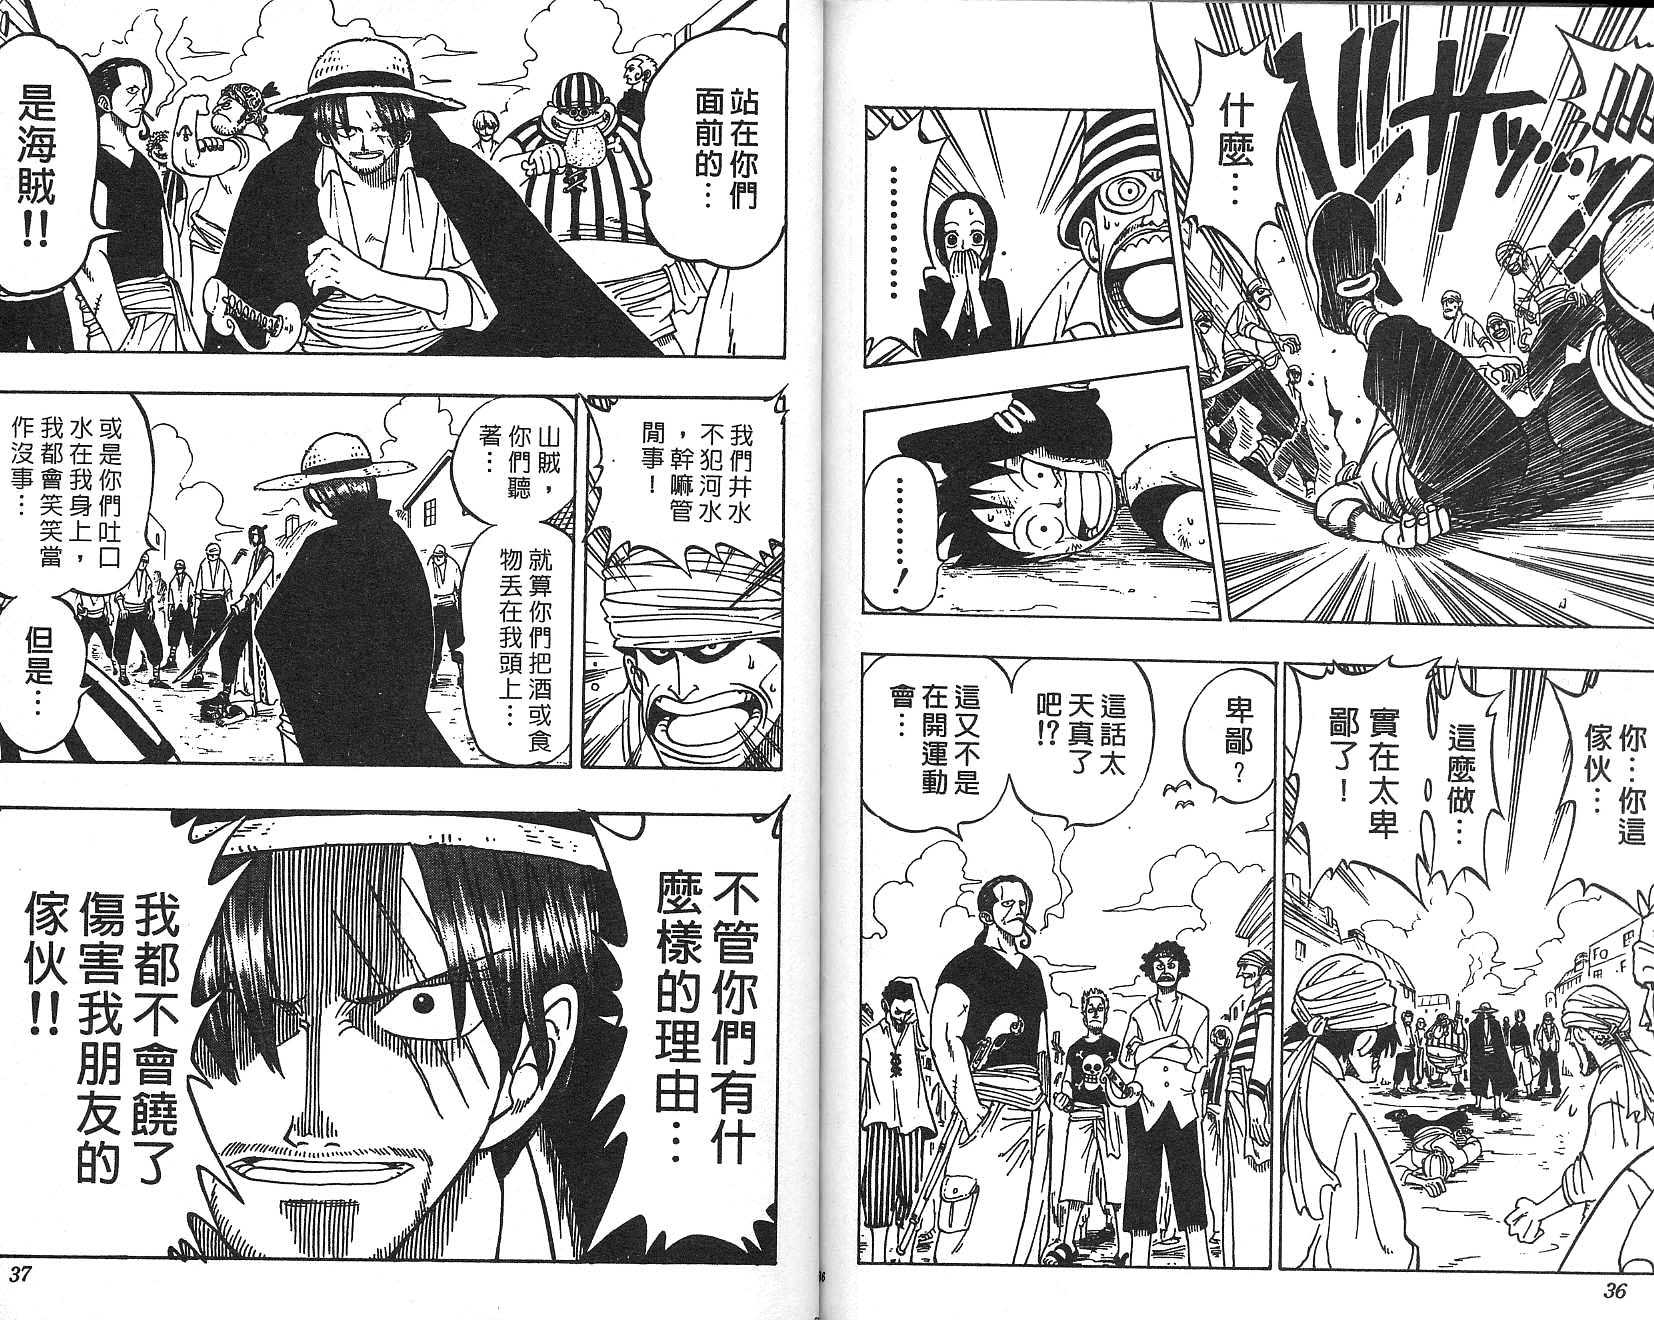 ドサッ
!!!
什麼…
………
………!
你…你這
傢伙…
這麼做…
實在太卑
鄙了！
卑鄙？
這話太
天真了
吧!?
這又不是
在開運動
會…
36
站在你們
面前的…
是海賊!!
我們井水
不犯河水
，幹嘛管
閒事！
山賊，
你們聽
著…
就算你們把酒或食
物丟在我頭上…
或是你們吐口
水在我身上，
我都會笑笑當
作沒事…
但是…
不管你們有什
麼樣的理由…
我都不會饒了
傷害我朋友的
傢伙!!
37